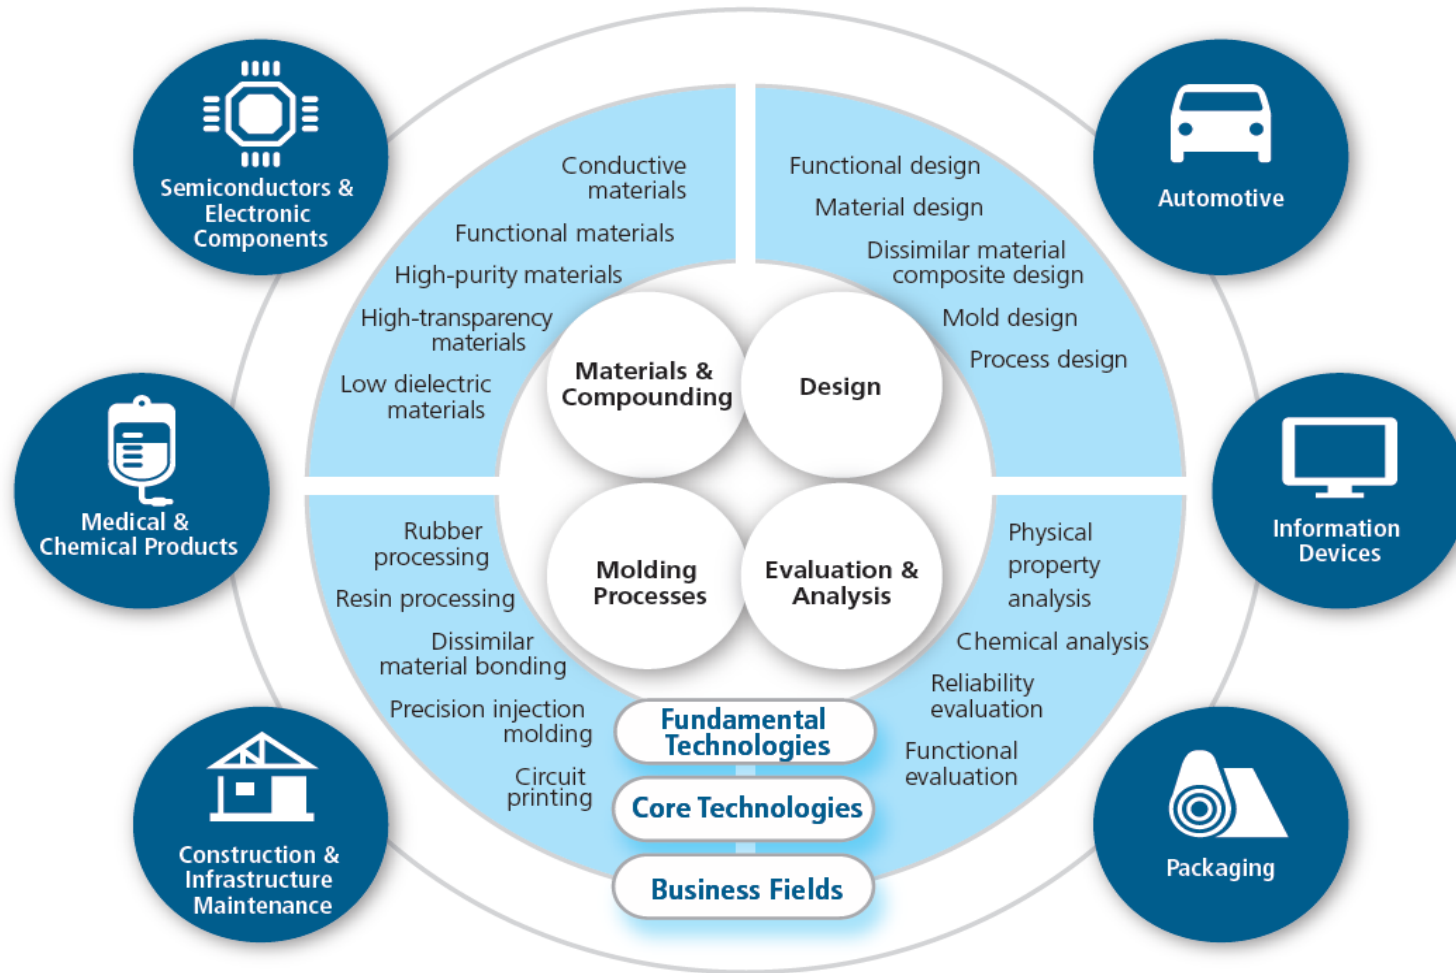 Semiconductors &
Electronic
Components
Medical &
Chemical Products
Construction &
Infrastructure
Maintenance
Conductive
materials
Functional materials
High-purity materials
High-transparency
materials
Low dielectric
materials
Functional design
Material design
Dissimilar material
composite design
Mold design
Process design
Materials &
Compounding
Design
Molding
Processes
Evaluation &
Analysis
Rubber
processing
Resin processing
Dissimilar
material bonding
Precision injection
molding
Circuit
printing
Physical
property
analysis
Chemical analysis
Reliability
evaluation
Functional
evaluation
Fundamental
Technologies
Core Technologies
Business Fields
Automotive
Information
Devices
Packaging